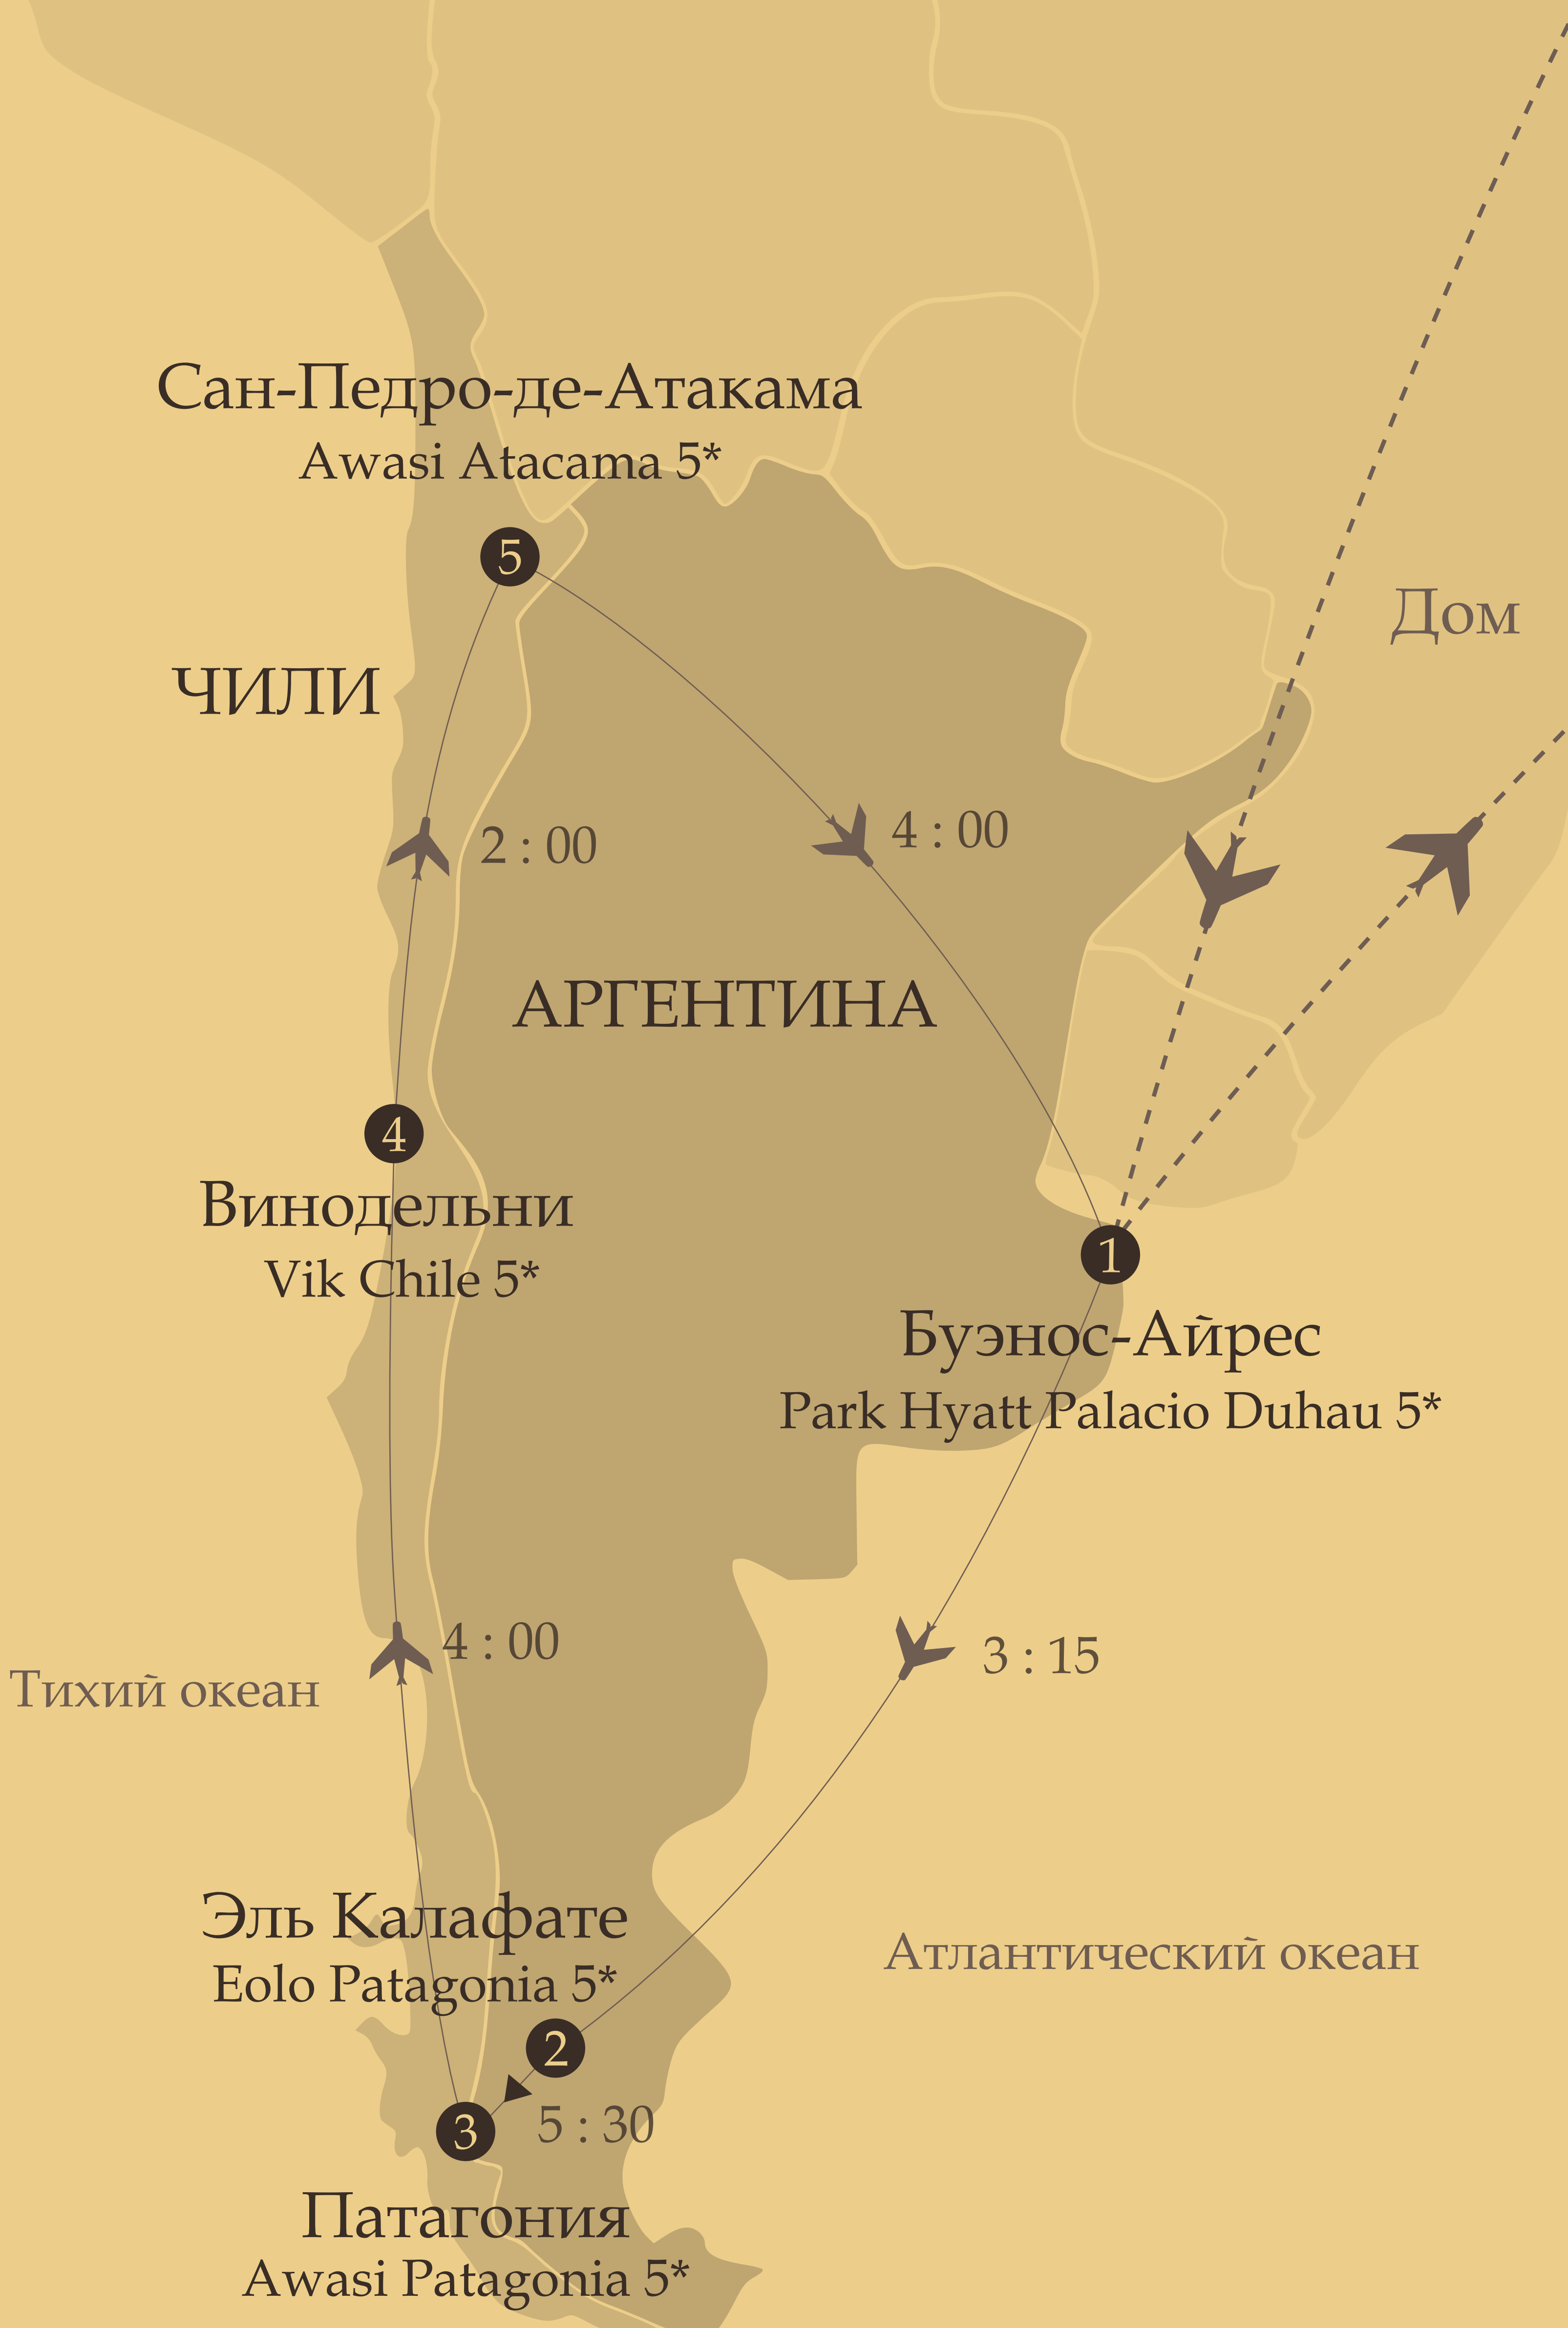 Сан-Педро-де-Атакама
Awasi Atacama 5*
5
Дом
ЧИЛИ
2 : 00
4 : 00
АРГЕНТИНА
4
Винодельни
Vik Chile 5*
1
Буэнос-Айрес
Park Hyatt Palacio Duhau 5*
4 : 00
3 : 15
Тихий океан
Эль Калафате
Eolo Patagonia 5*
Атлантический океан
2
3
5 : 30
Патагония
Awasi Patagonia 5*